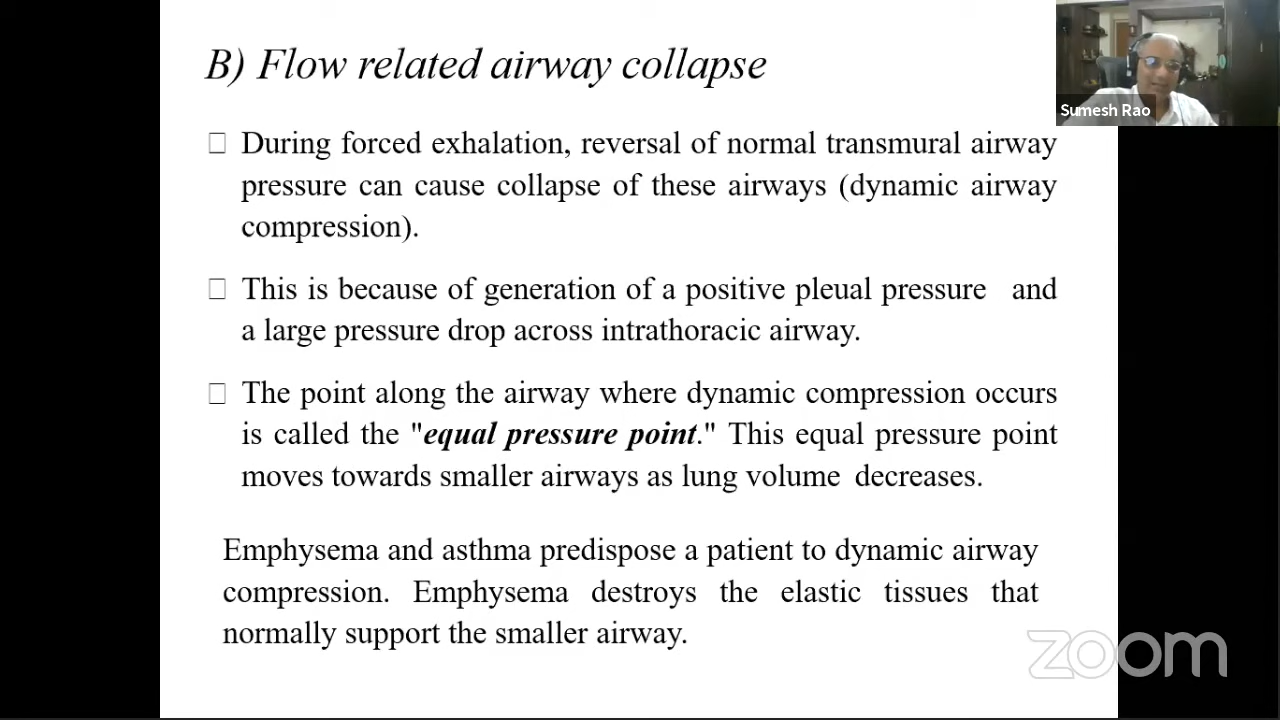 B) Flow related airway collapse
Sumesh Rao
During forced exhalation, reversal of normal transmural airway
pressure can cause collapse of these airways (dynamic airway
compression).
This is because of generation of a positive pleual pressure and
a large pressure drop across intrathoracic airway.
The point along the airway where dynamic compression occurs
is called the "equal pressure point." This equal pressure point
moves towards smaller airways as lung volume decreases.
Emphysema and asthma predispose a patient to dynamic airway
compression. Emphysema destroys the elastic tissues that
normally support the smaller airway.
zoom